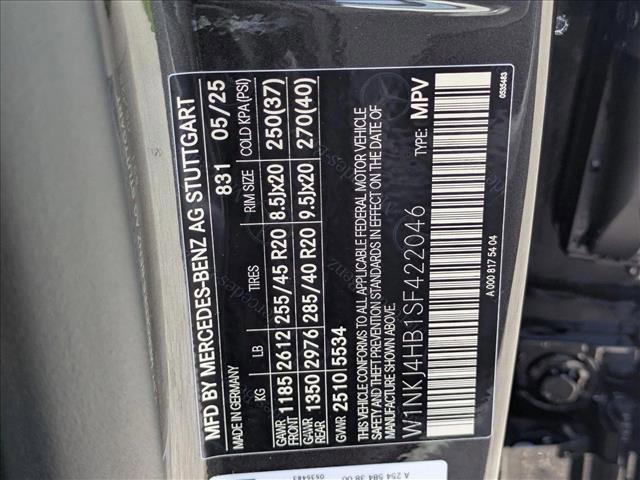 MFD BY MERCEDES-BENZ AG STUTTGART
MADE IN GERMANY 831 05/25
KG LB TIRES RIM SIZE COLD KPA (PSI)
GAWR FRONT 1185 2612 255/45 R20 8.5Jx20 250(37)
GAWR REAR 1350 2976 285/40 R20 9.5Jx20 270(40)
GVWR 2510 5534
THIS VEHICLE CONFORMS TO ALL APPLICABLE FEDERAL MOTOR VEHICLE
SAFETY AND THEFT PREVENTION STANDARDS IN EFFECT ON THE DATE OF
MANUFACTURE SHOWN ABOVE.
TYPE: MPV
W1NKJ4HB1SF422046
A 000 817 54 04
0535483
A 254 584 38 00
0535483